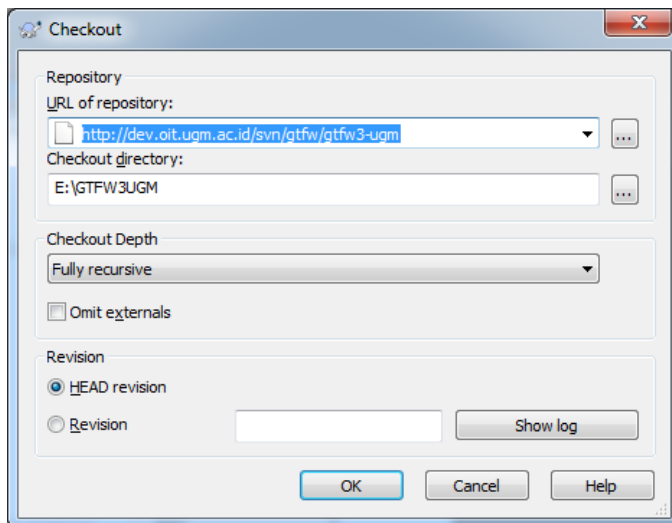 Checkout
Repository
URL of repository:
http://dev.oit.ugm.ac.id/svn/gtfw/gtfw3-ugm
...
Checkout directory:
E:\GTFW3UGM
...
Checkout Depth
Fully recursive
Omit externals
Revision
HEAD revision
Revision
Show log
OK Cancel Help